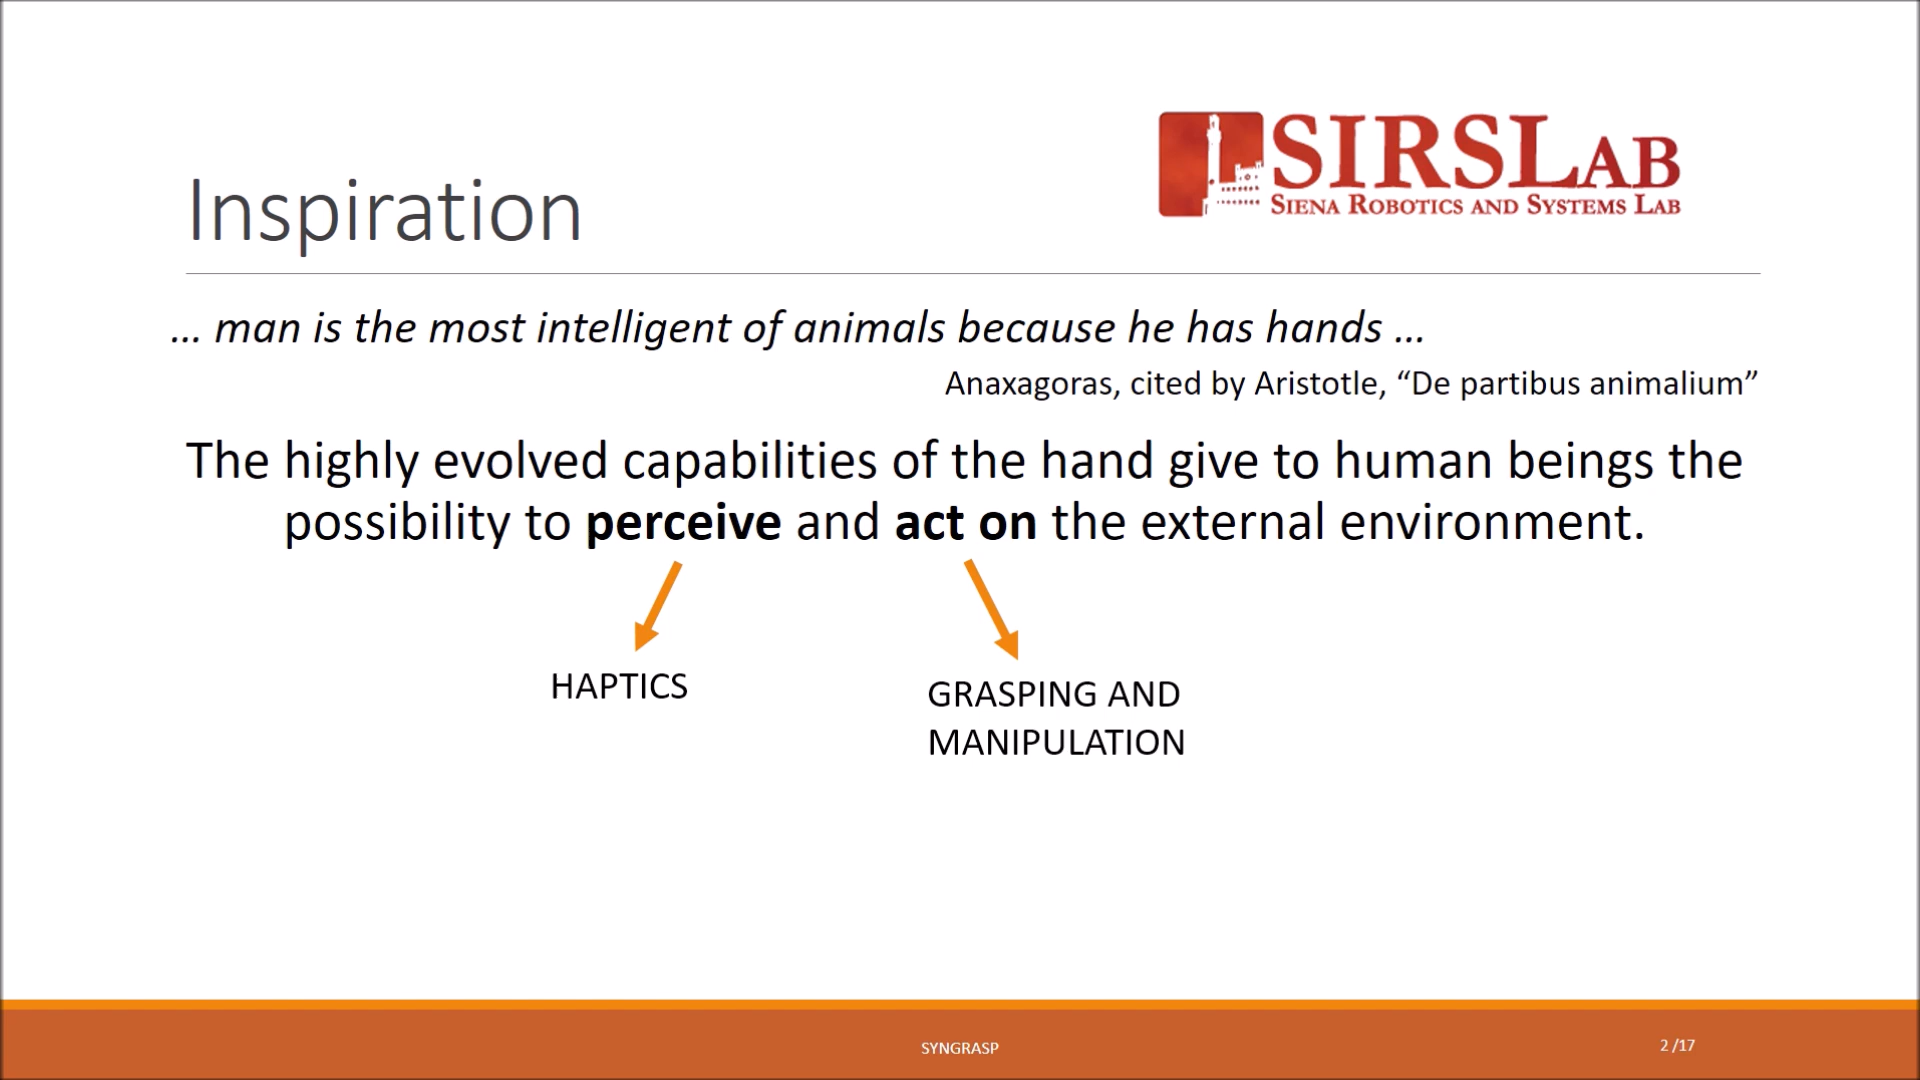 SIRSLAB
SIENA ROBOTICS AND SYSTEMS LAB
Inspiration
... man is the most intelligent of animals because he has hands ...
Anaxagoras, cited by Aristotle, “De partibus animalium”
The highly evolved capabilities of the hand give to human beings the
possibility to perceive and act on the external environment.
HAPTICS
GRASPING AND
MANIPULATION
SYNGRASP
2 /17